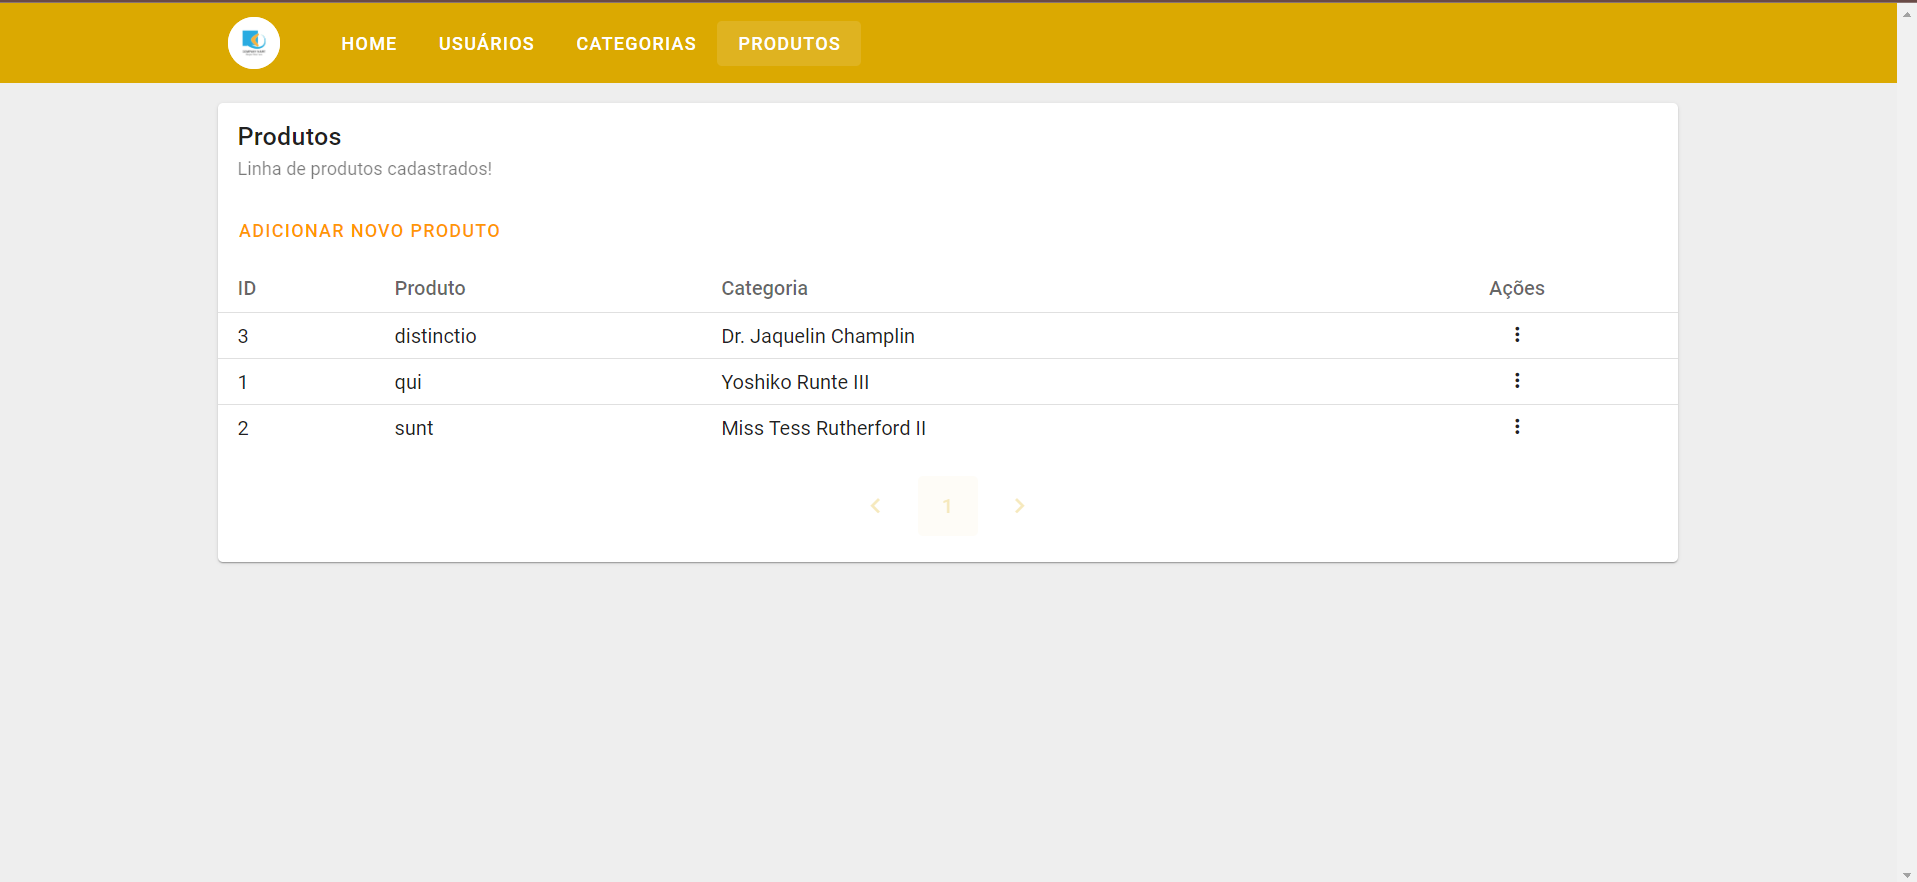 HOME USUÁRIOS CATEGORIAS PRODUTOS
Produtos
Linha de produtos cadastrados!
ADICIONAR NOVO PRODUTO
ID Produto Categoria Ações
3 distinctio Dr. Jaquelin Champlin
1 qui Yoshiko Runte III
2 sunt Miss Tess Rutherford II
1